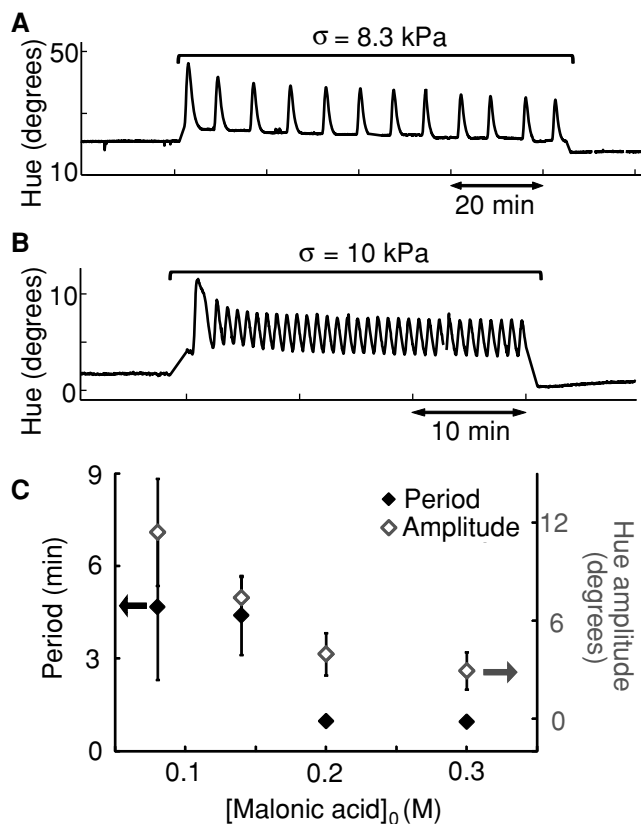 A
σ = 8.3 kPa
50
Hue (degrees)
10
20 min
B
σ = 10 kPa
10
Hue (degrees)
0
10 min
C
9
Period
12
Amplitude
6
Period (min)
Hue amplitude
(degrees)
6
3
0
0
0.1
0.2
0.3
[Malonic acid]0 (M)